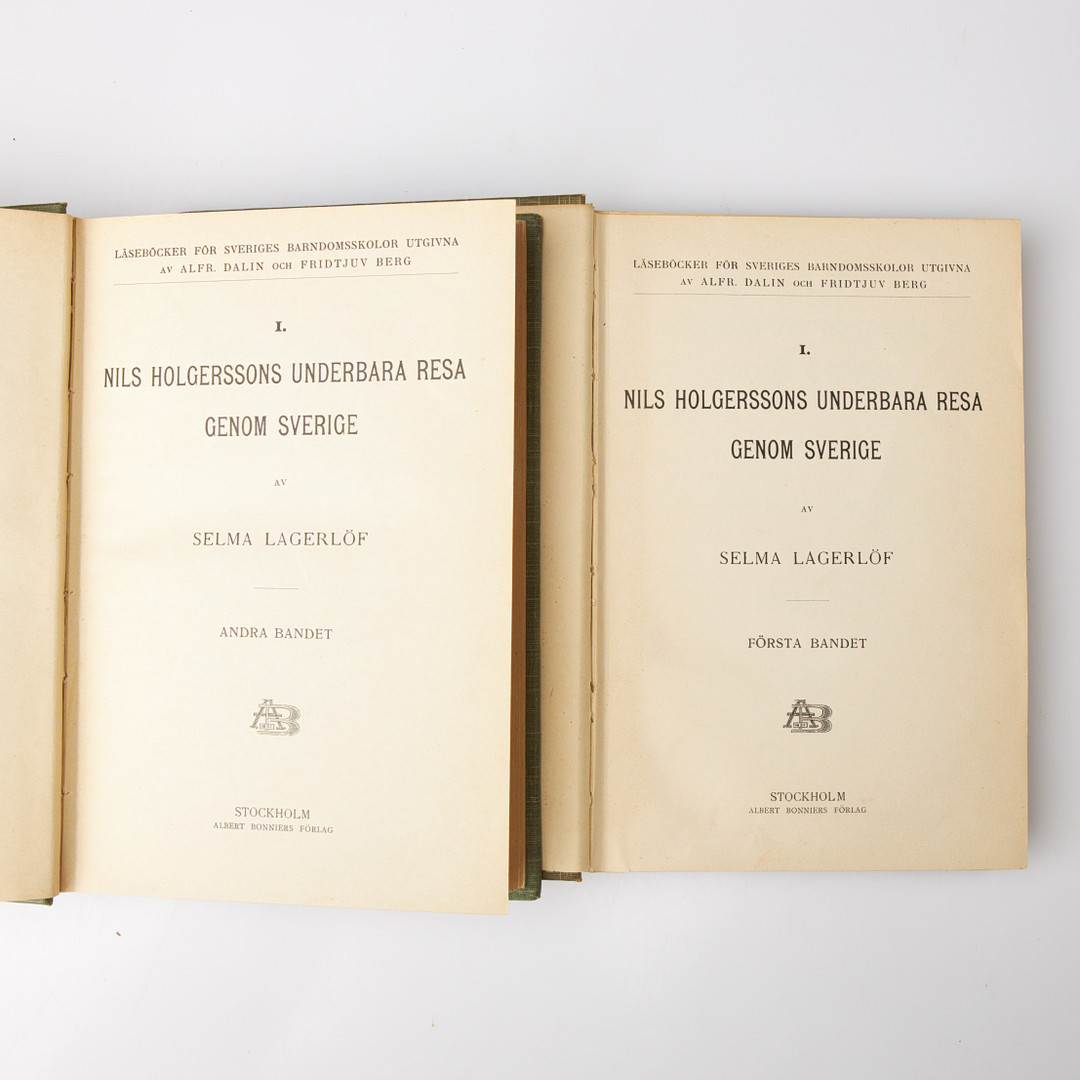 LÄSEBÖCKER FÖR SVERIGES BARNDOMSSKOLOR UTGIVNA
AV ALFR. DALIN OCH FRIDTJUV BERG
I.
NILS HOLGERSSONS UNDERBARA RESA
GENOM SVERIGE
AV
SELMA LAGERLÖF
ANDRA BANDET
STOCKHOLM
ALBERT BONNIERS FÖRLAG
LÄSEBÖCKER FÖR SVERIGES BARNDOMSSKOLOR UTGIVNA
AV ALFR. DALIN OCH FRIDTJUV BERG
I.
NILS HOLGERSSONS UNDERBARA RESA
GENOM SVERIGE
AV
SELMA LAGERLÖF
FÖRSTA BANDET
STOCKHOLM
ALBERT BONNIERS FÖRLAG